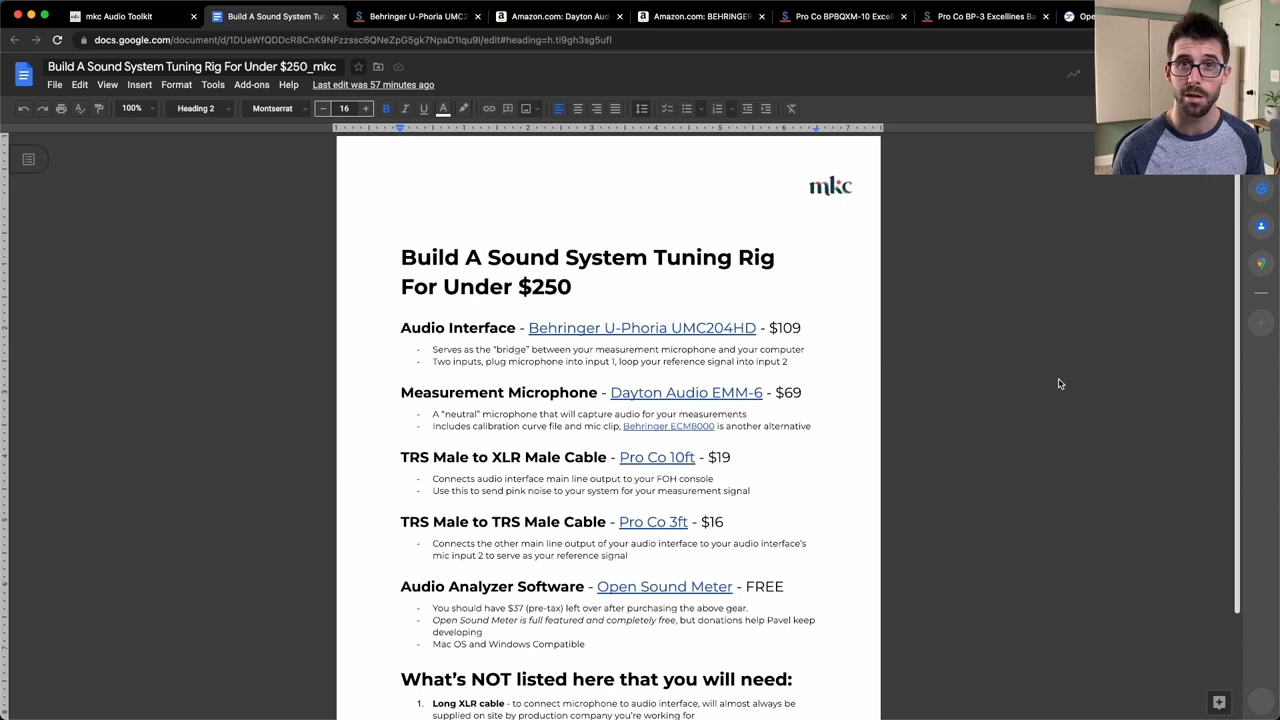 mkc Audio Toolkit
Build A Sound System Tun
Behringer U-Phoria UMC2
Amazon.com: Dayton Aud
Amazon.com: BEHRINGER
Pro Co BPBQXM-10 Excell
Pro Co BP-3 Excellines Ba
Ope
docs.google.com/document/d/1DUeWfQDDcR8CnK9NFzzssc6QNeZpG5gk7NpaD1Iqu9I/edit#heading=h.ti9gh3sg5ufl
Build A Sound System Tuning Rig For Under $250_mkc
File Edit View Insert Format Tools Add-ons Help Last edit was 57 minutes ago
100% Heading 2 Montserrat 16 B I U A
1 1 2 3 4 5 6 7
mkc
Build A Sound System Tuning Rig
For Under $250
Audio Interface - Behringer U-Phoria UMC204HD - $109
- Serves as the “bridge” between your measurement microphone and your computer
- Two inputs, plug microphone into input 1, loop your reference signal into input 2
Measurement Microphone - Dayton Audio EMM-6 - $69
- A “neutral” microphone that will capture audio for your measurements
- Includes calibration curve file and mic clip, Behringer ECM8000 is another alternative
TRS Male to XLR Male Cable - Pro Co 10ft - $19
- Connects audio interface main line output to your FOH console
- Use this to send pink noise to your system for your measurement signal
TRS Male to TRS Male Cable - Pro Co 3ft - $16
- Connects the other main line output of your audio interface to your audio interface’s
mic input 2 to serve as your reference signal
Audio Analyzer Software - Open Sound Meter - FREE
- You should have $37 (pre-tax) left over after purchasing the above gear.
- Open Sound Meter is full featured and completely free, but donations help Pavel keep
developing
- Mac OS and Windows Compatible
What’s NOT listed here that you will need:
1. Long XLR cable - to connect microphone to audio interface, will almost always be
supplied on site by production company you’re working for